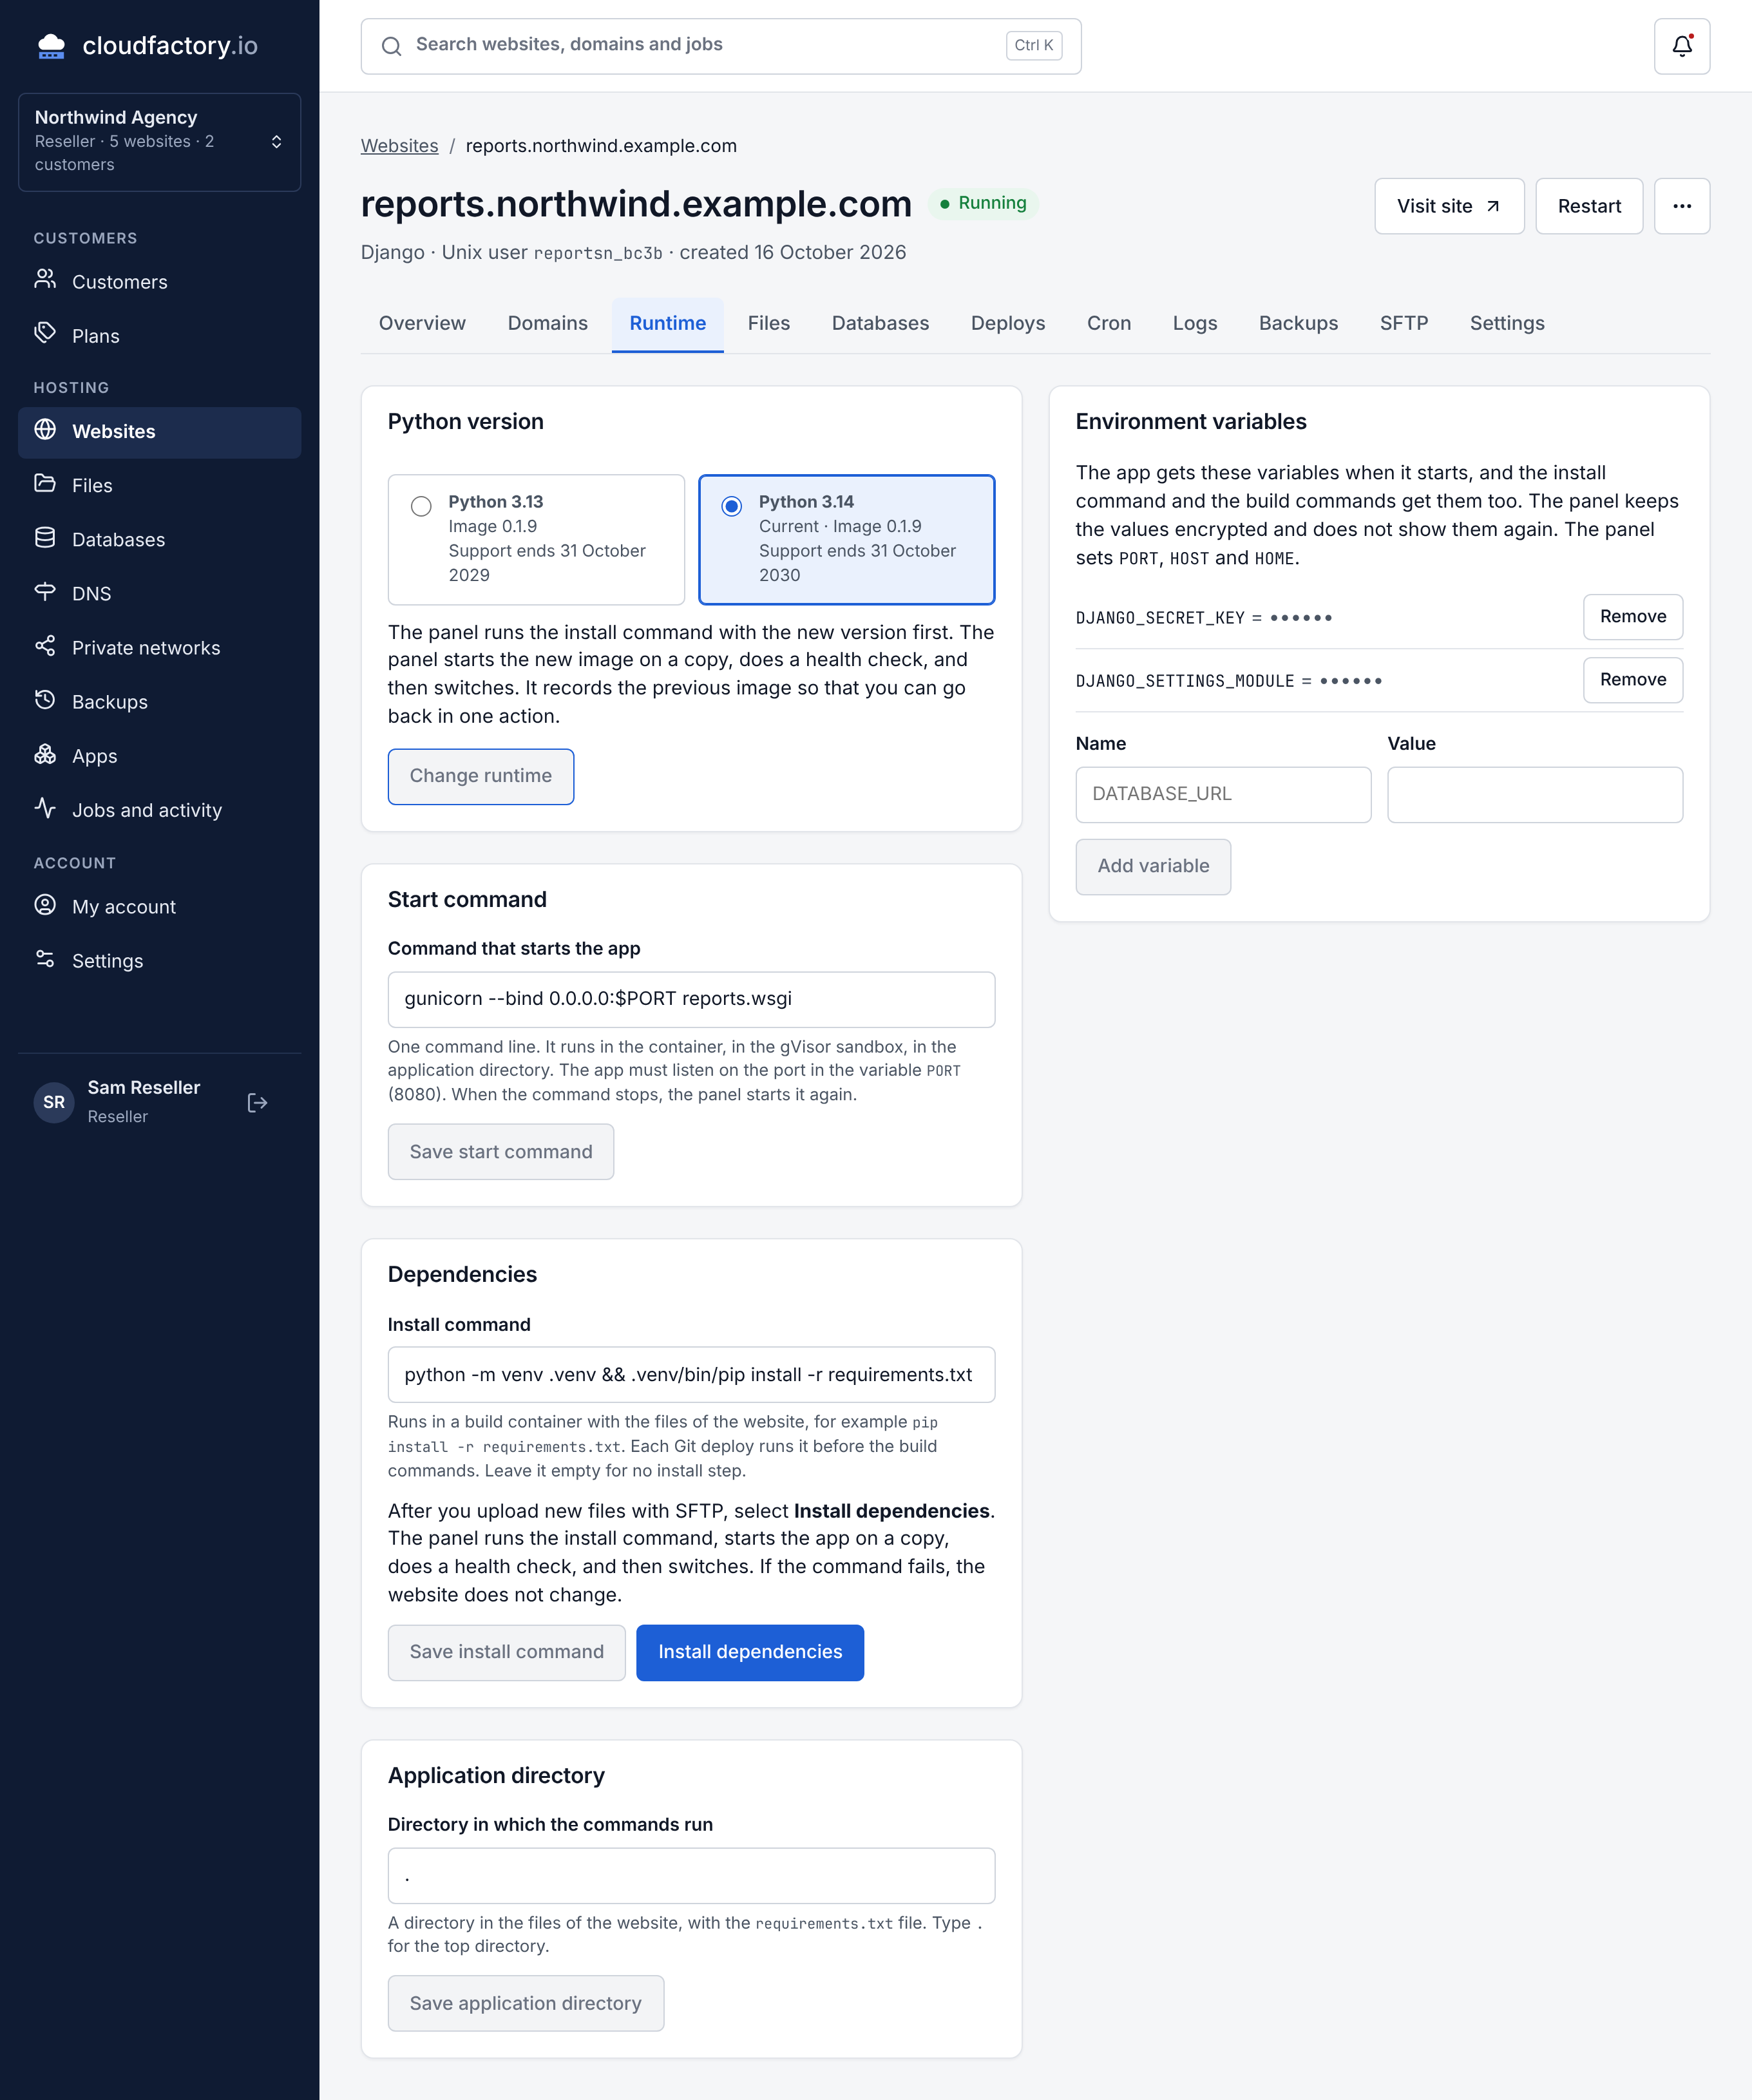 cloudfactory.io
Northwind Agency
Reseller · 5 websites · 2
customers
CUSTOMERS
Customers
Plans
HOSTING
Websites
Files
Databases
DNS
Private networks
Backups
Apps
Jobs and activity
ACCOUNT
My account
Settings
SR
Sam Reseller
Reseller
Search websites, domains and jobs
Ctrl K
Websites / reports.northwind.example.com
reports.northwind.example.com
Running
Visit site
Restart
Django · Unix user reportsn_bc3b · created 16 October 2026
Overview
Domains
Runtime
Files
Databases
Deploys
Cron
Logs
Backups
SFTP
Settings
Python version
Python 3.13
Image 0.1.9
Support ends 31 October
2029
Python 3.14
Current · Image 0.1.9
Support ends 31 October
2030
The panel runs the install command with the new version first. The
panel starts the new image on a copy, does a health check, and
then switches. It records the previous image so that you can go
back in one action.
Change runtime
Start command
Command that starts the app
gunicorn --bind 0.0.0.0:$PORT reports.wsgi
One command line. It runs in the container, in the gVisor sandbox, in the
application directory. The app must listen on the port in the variable PORT
(8080). When the command stops, the panel starts it again.
Save start command
Dependencies
Install command
python -m venv .venv && .venv/bin/pip install -r requirements.txt
Runs in a build container with the files of the website, for example pip
install -r requirements.txt. Each Git deploy runs it before the build
commands. Leave it empty for no install step.
After you upload new files with SFTP, select Install dependencies.
The panel runs the install command, starts the app on a copy,
does a health check, and then switches. If the command fails, the
website does not change.
Save install command
Install dependencies
Application directory
Directory in which the commands run
.
A directory in the files of the website, with the requirements.txt file. Type .
for the top directory.
Save application directory
Environment variables
The app gets these variables when it starts, and the install
command and the build commands get them too. The panel keeps
the values encrypted and does not show them again. The panel
sets PORT, HOST and HOME.
DJANGO_SECRET_KEY = ••••••
Remove
DJANGO_SETTINGS_MODULE = ••••••
Remove
Name
Value
DATABASE_URL
Add variable